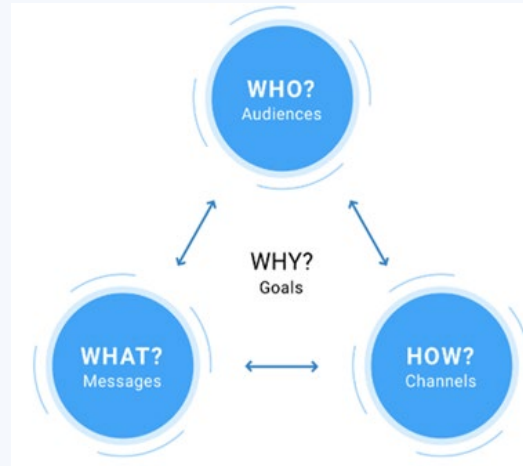 WHO?
Audiences
WHY?
Goals
WHAT?
Messages
HOW?
Channels